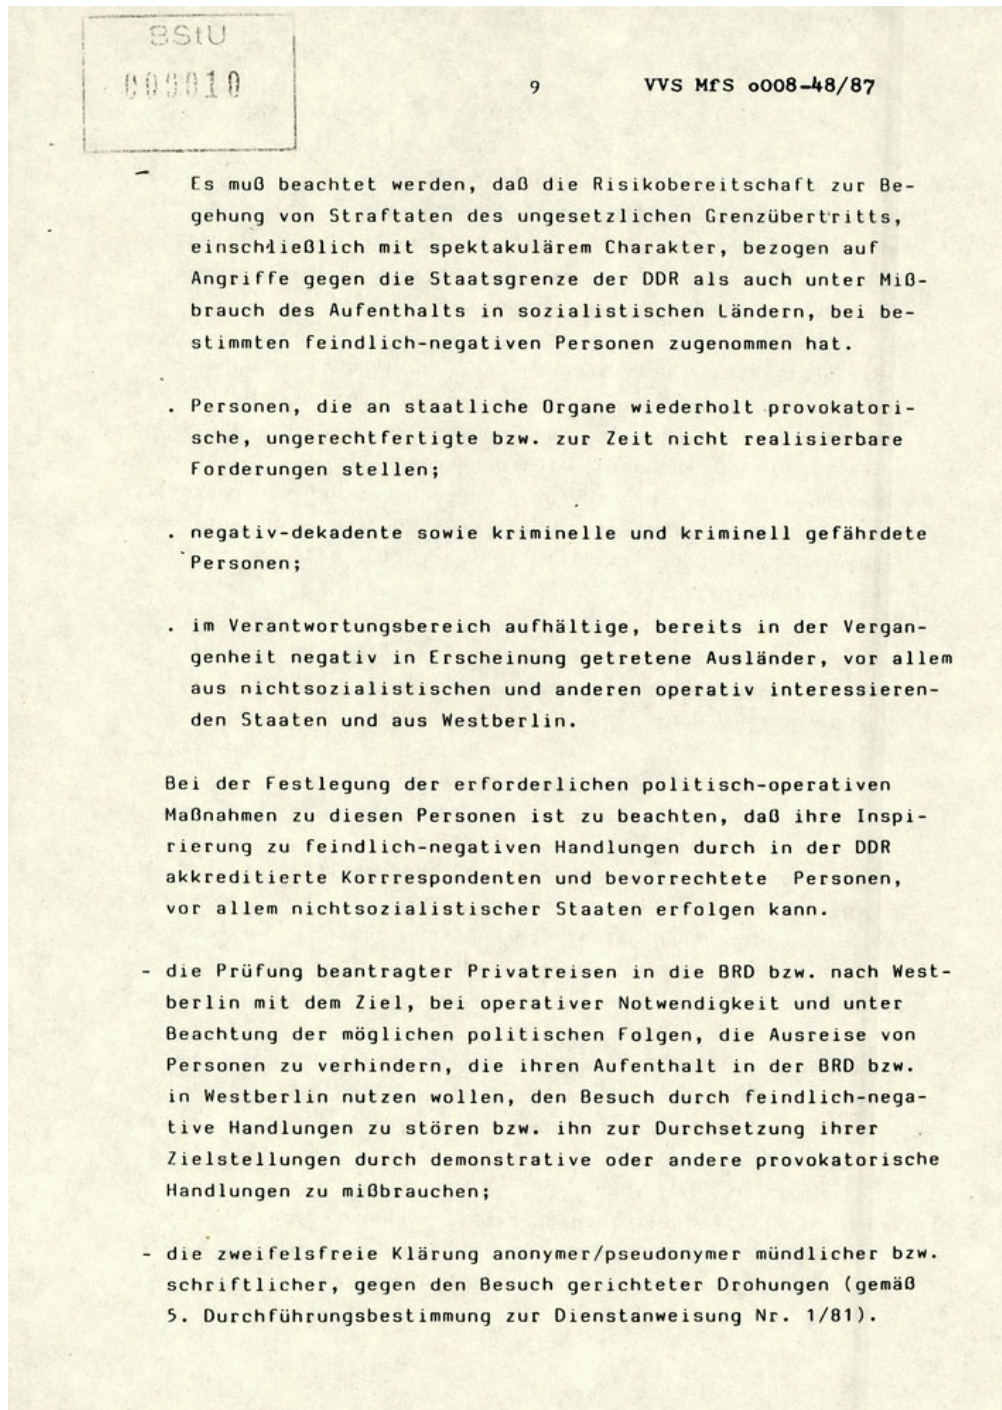 BStU
000010
9 VVS MfS o008-48/87
Es muß beachtet werden, daß die Risikobereitschaft zur Be-
gehung von Straftaten des ungesetzlichen Grenzübertritts,
einschließlich mit spektakulärem Charakter, bezogen auf
Angriffe gegen die Staatsgrenze der DDR als auch unter Miß-
brauch des Aufenthalts in sozialistischen Ländern, bei be-
stimmten feindlich-negativen Personen zugenommen hat.
. Personen, die an staatliche Organe wiederholt provokatori-
sche, ungerechtfertigte bzw. zur Zeit nicht realisierbare
Forderungen stellen;
. negativ-dekadente sowie kriminelle und kriminell gefährdete
Personen;
. im Verantwortungsbereich aufhältige, bereits in der Vergan-
genheit negativ in Erscheinung getretene Ausländer, vor allem
aus nichtsozialistischen und anderen operativ interessieren-
den Staaten und aus Westberlin.
Bei der Festlegung der erforderlichen politisch-operativen
Maßnahmen zu diesen Personen ist zu beachten, daß ihre Inspi-
rierung zu feindlich-negativen Handlungen durch in der DDR
akkreditierte Korrrespondenten und bevorrechtete Personen,
vor allem nichtsozialistischer Staaten erfolgen kann.
- die Prüfung beantragter Privatreisen in die BRD bzw. nach West-
berlin mit dem Ziel, bei operativer Notwendigkeit und unter
Beachtung der möglichen politischen Folgen, die Ausreise von
Personen zu verhindern, die ihren Aufenthalt in der BRD bzw.
in Westberlin nutzen wollen, den Besuch durch feindlich-nega-
tive Handlungen zu stören bzw. ihn zur Durchsetzung ihrer
Zielstellungen durch demonstrative oder andere provokatorische
Handlungen zu mißbrauchen;
- die zweifelsfreie Klärung anonymer/pseudonymer mündlicher bzw.
schriftlicher, gegen den Besuch gerichteter Drohungen (gemäß
5. Durchführungsbestimmung zur Dienstanweisung Nr. 1/81).